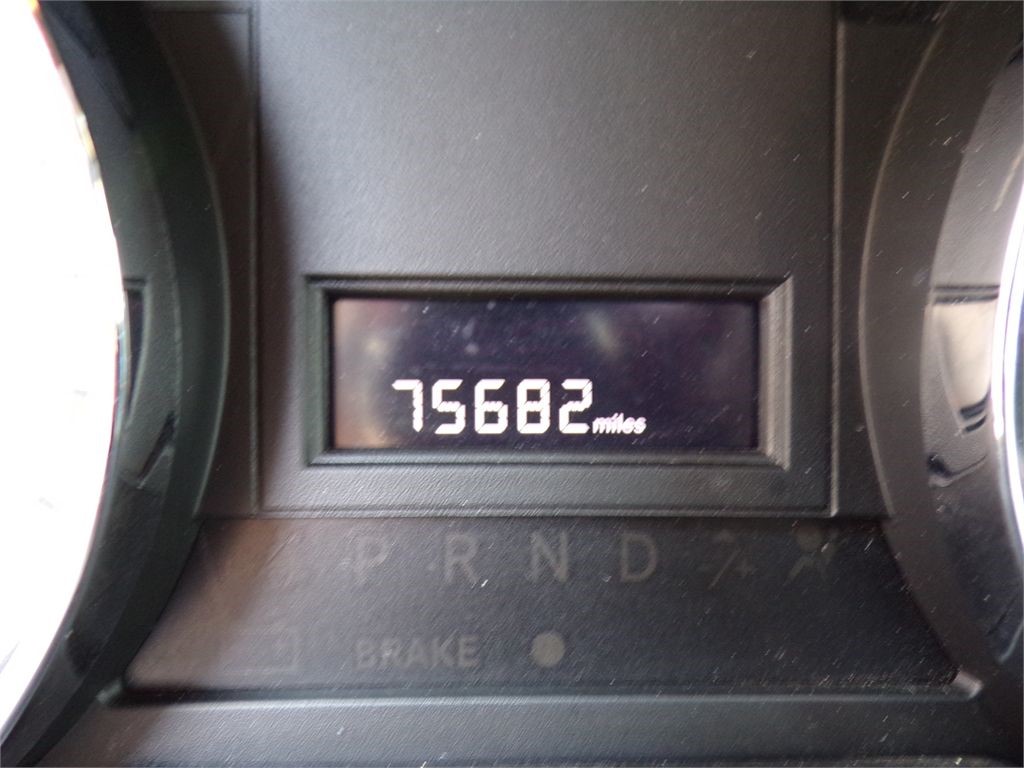 75682 miles
P R N D -/+
BRAKE